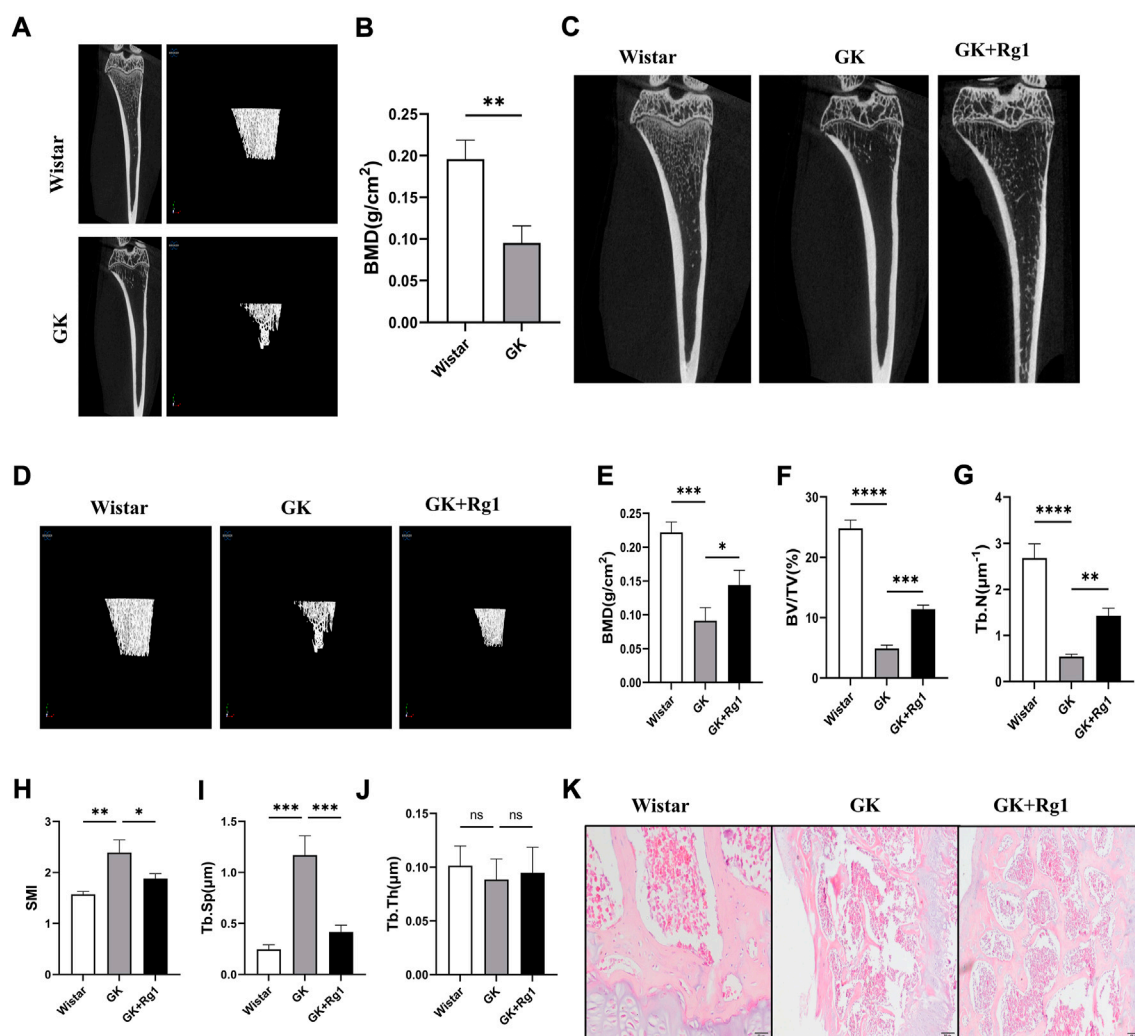 A
Wistar
GK
B
**
BMD(g/cm²)
0.25
0.20
0.15
0.10
0.05
0.00
Wistar
GK
C
Wistar
GK
GK+Rg1
D
Wistar
GK
GK+Rg1
E
***
*
BMD(g/cm²)
0.25
0.20
0.15
0.10
0.05
0.00
Wistar
GK
GK+Rg1
F
****
***
BV/TV(%)
30
20
10
0
Wistar
GK
GK+Rg1
G
****
**
Tb.N(μm⁻¹)
4
3
2
1
0
Wistar
GK
GK+Rg1
H
**
*
SMI
3
2
1
0
Wistar
GK
GK+Rg1
I
***
***
Tb.Sp(μm)
1.5
1.0
0.5
0.0
Wistar
GK
GK+Rg1
J
ns
ns
Tb.Th(μm)
0.15
0.10
0.05
0.00
Wistar
GK
GK+Rg1
K
Wistar
GK
GK+Rg1